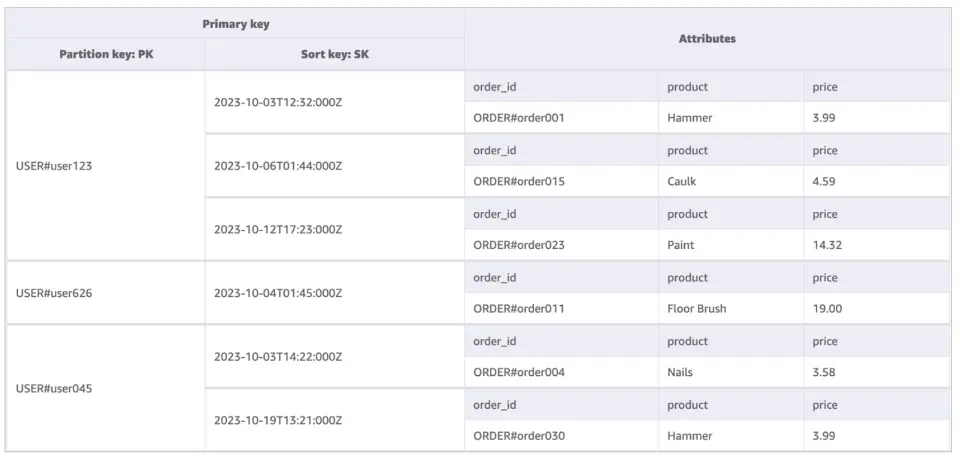 Primary key
Attributes
Partition key: PK Sort key: SK
order_id product price
2023-10-03T12:32:000Z
ORDER#order001 Hammer 3.99
order_id product price
USER#user123 2023-10-06T01:44:000Z
ORDER#order015 Caulk 4.59
order_id product price
2023-10-12T17:23:000Z
ORDER#order023 Paint 14.32
order_id product price
USER#user626 2023-10-04T01:45:000Z
ORDER#order011 Floor Brush 19.00
order_id product price
2023-10-03T14:22:000Z
ORDER#order004 Nails 3.58
USER#user045
order_id product price
2023-10-19T13:21:000Z
ORDER#order030 Hammer 3.99